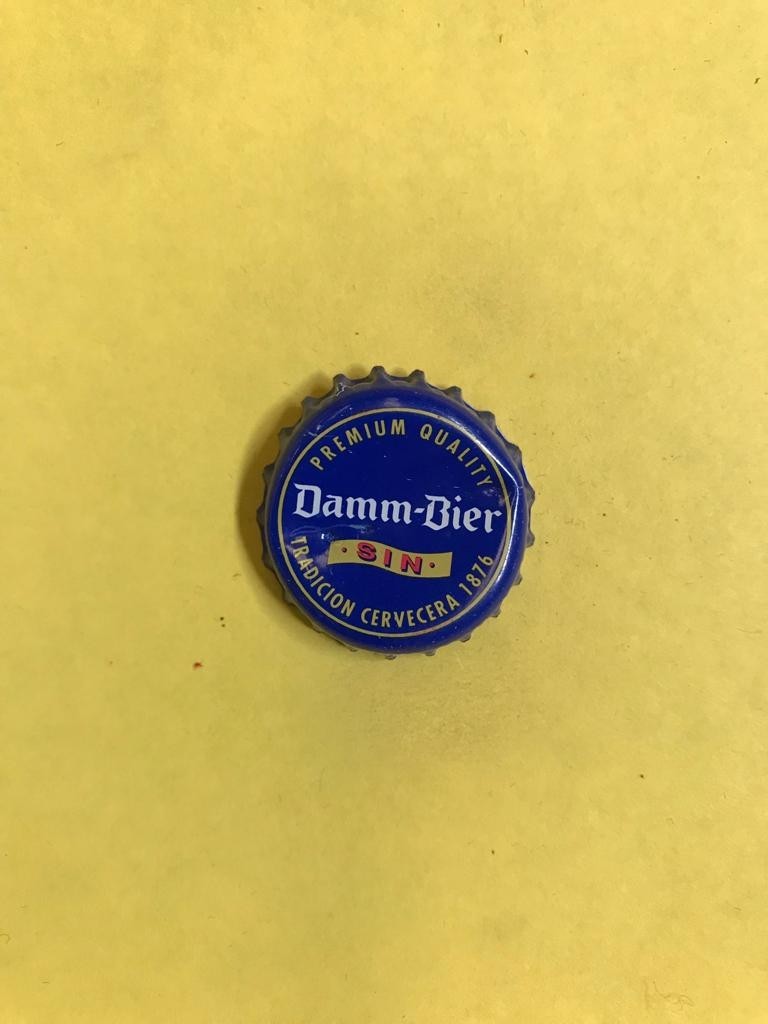 PREMIUM QUALITY
Damm-Bier
· SIN ·
TRADICION CERVECERA 1876